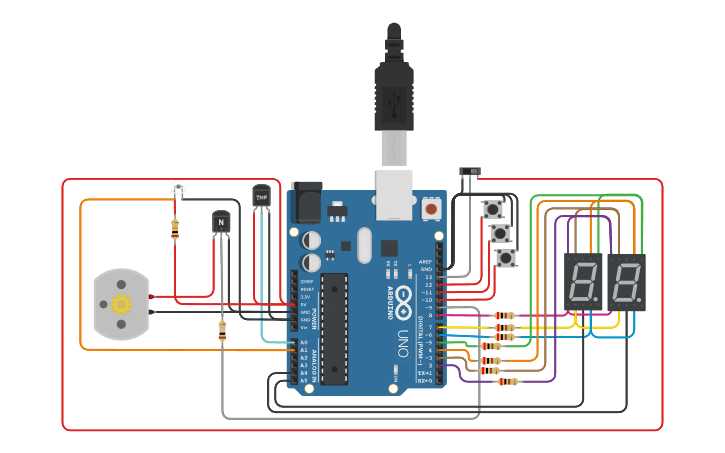 TMP
N
AREF
GND
13
12
~11
~10
~9
8
7
~6
~5
4
~3
2
TX→1
RX←0
DIGITAL (PWM~)
IOREF
RESET
3.3V
5V
GND
GND
Vin
POWER
A0
A1
A2
A3
A4
A5
ANALOG IN
L
TX
RX
ON
ARDUINO
UNO